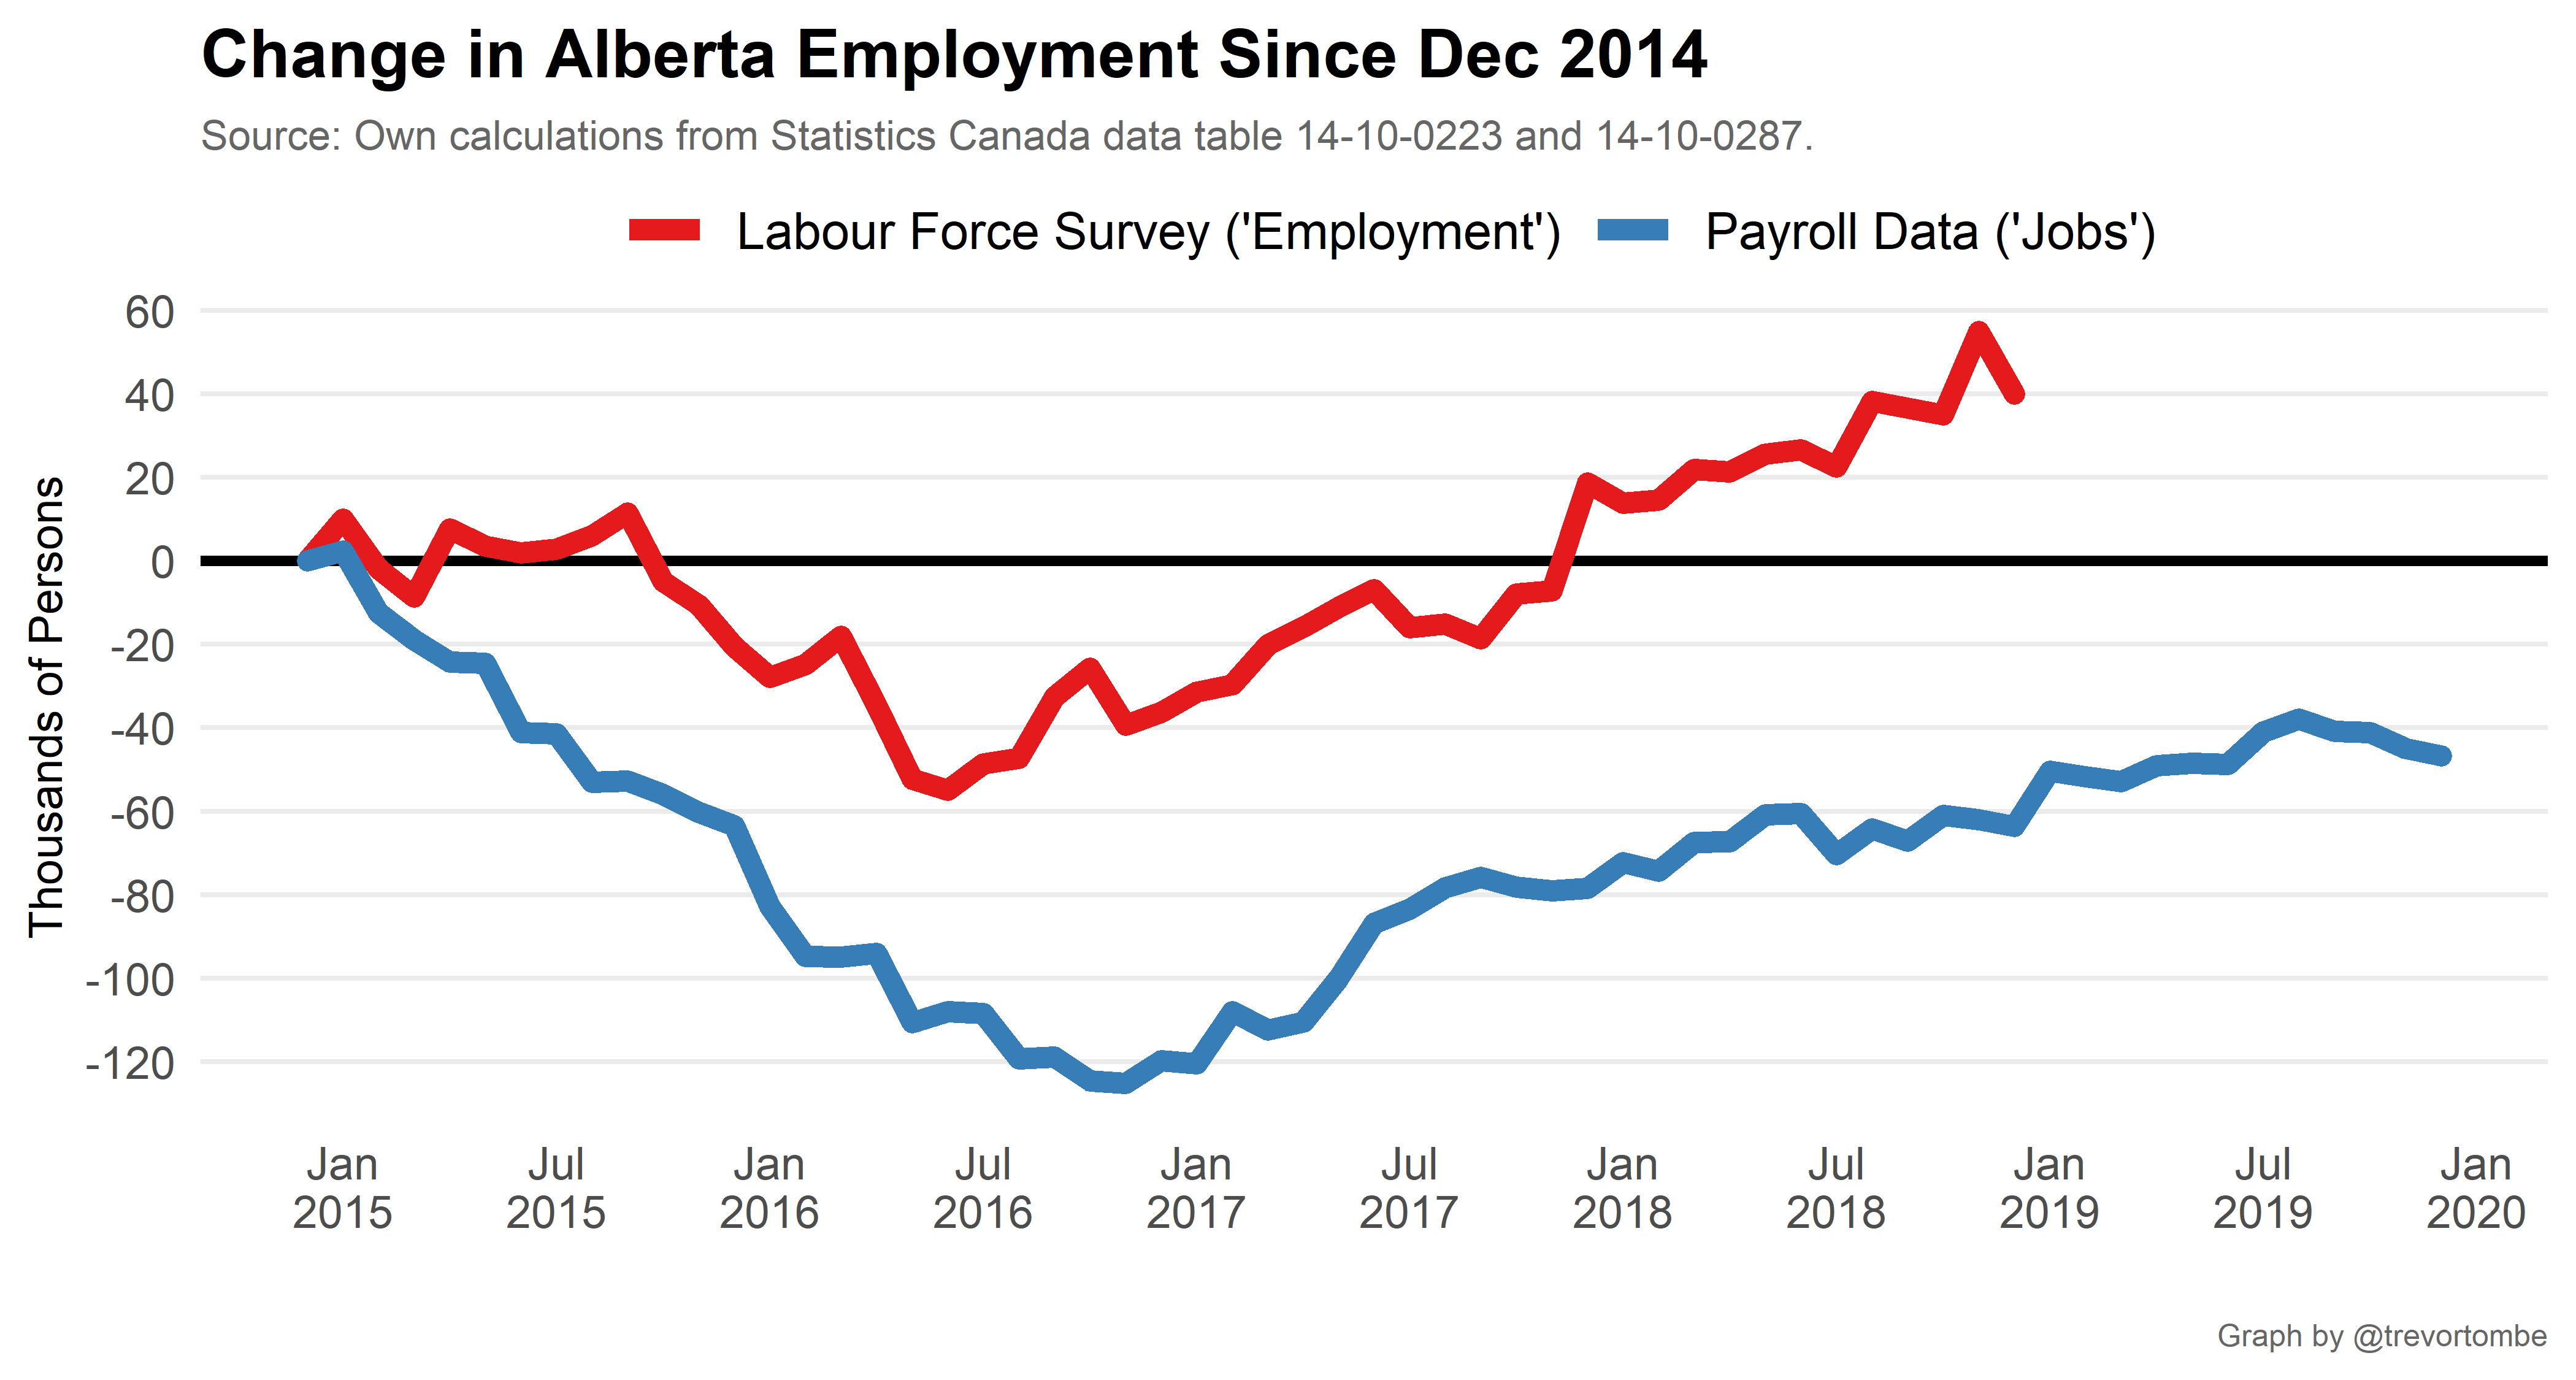 Change in Alberta Employment Since Dec 2014
Source: Own calculations from Statistics Canada data table 14-10-0223 and 14-10-0287.
Labour Force Survey ('Employment') Payroll Data ('Jobs')
Thousands of Persons
60
40
20
0
-20
-40
-60
-80
-100
-120
Jan Jul Jan Jul Jan Jul Jan Jul Jan Jul Jan
2015 2015 2016 2016 2017 2017 2018 2018 2019 2019 2020
Graph by @trevortombe